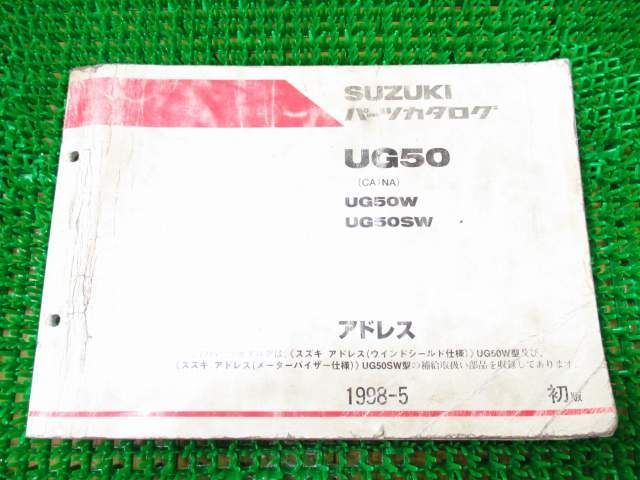 SUZUKI
パーツカタログ
UG50
(CA1NA)
UG50W
UG50SW
アドレス
《スズキ アドレス(ウインドシールド仕様)》UG50W型及び、
《スズキ アドレス(メーターバイザー仕様)》UG50SW型の補給取扱い部品を収録してあります。
1998-5
初版